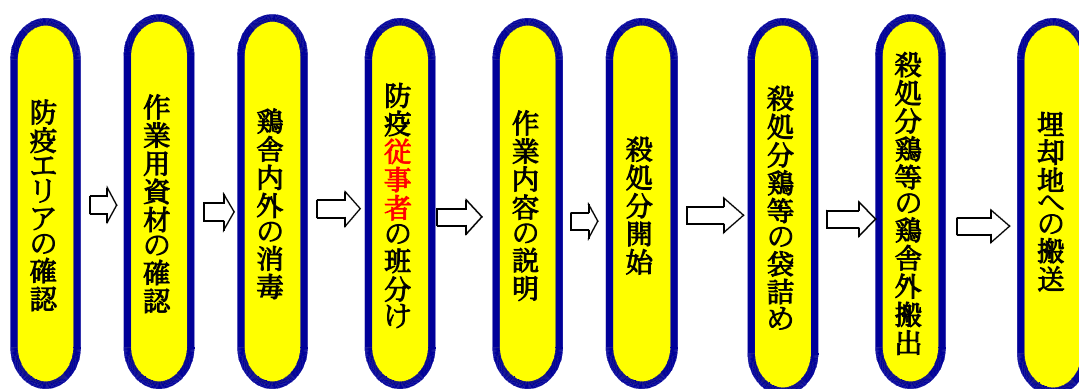 防疫エリアの確認
作業用資材の確認
鶏舎内外の消毒
防疫従事者の班分け
作業内容の説明
殺処分開始
殺処分鶏等の袋詰め
殺処分鶏等の鶏舎外搬出
埋却地への搬送